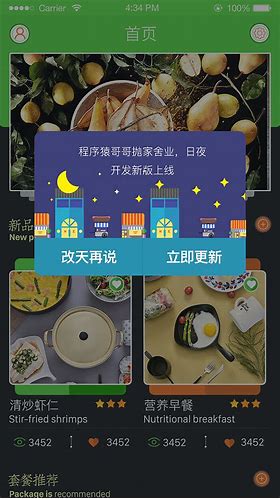 Carrier 4:34 PM 100%
首页
程序猿哥哥抛家舍业，日夜
开发新版上线
改天再说 立即更新
新品
New p
清炒虾仁
Stir-fried shrimps
3452 3452
营养早餐
Nutritional breakfast
3452 3452
套餐推荐
Package is recommended